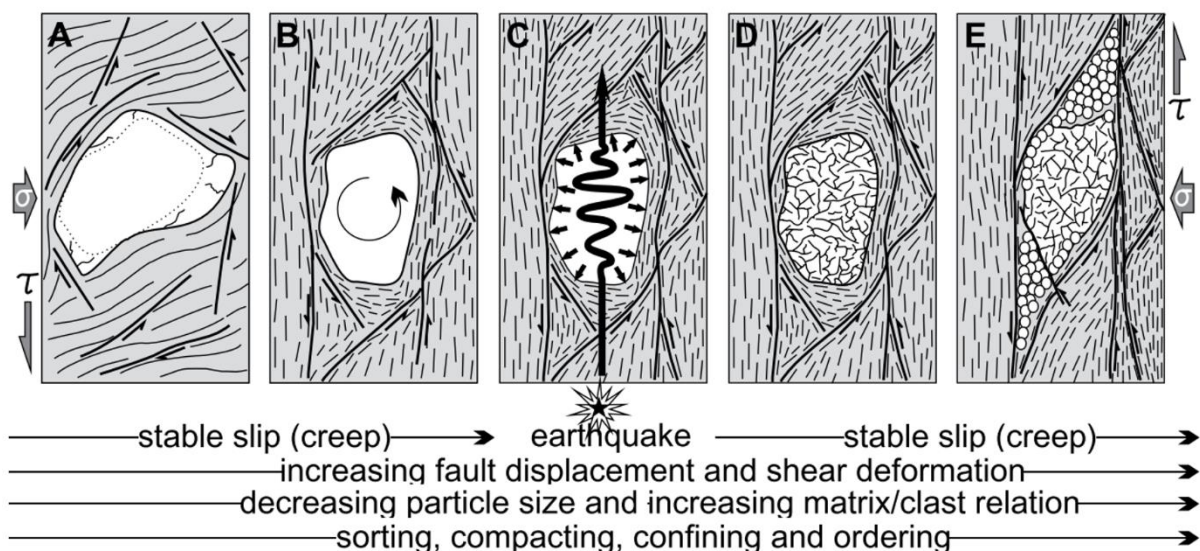 A B C D E
σ
τ
τ
σ
stable slip (creep) earthquake stable slip (creep)
increasing fault displacement and shear deformation
decreasing particle size and increasing matrix/clast relation
sorting, compacting, confining and ordering